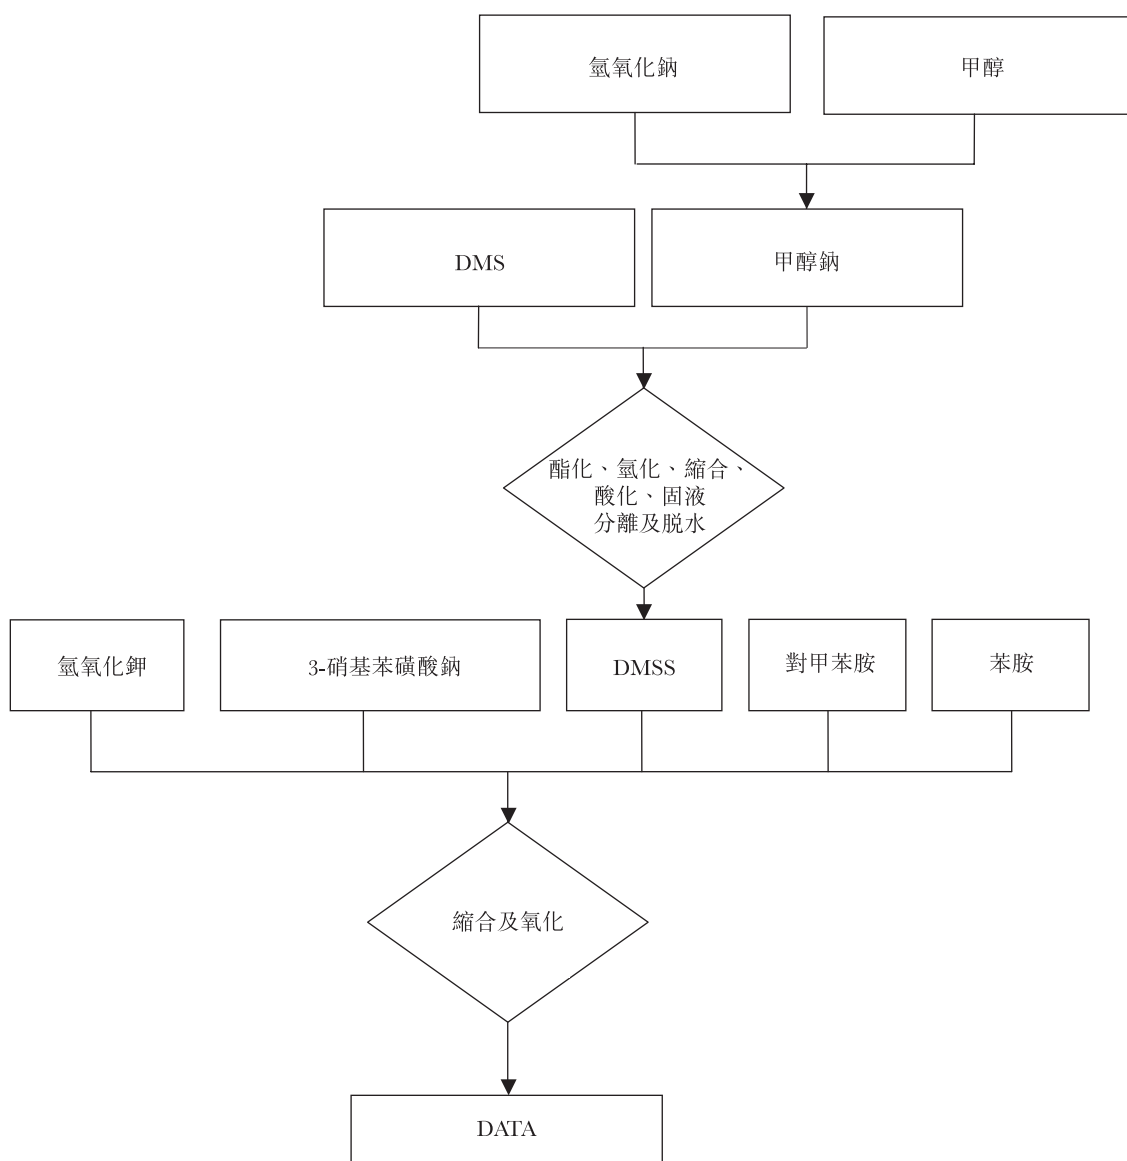 氫氧化鈉
甲醇
DMS
甲醇鈉
酯化、氫化、縮合、
酸化、固液
分離及脱水
氫氧化鉀
3-硝基苯磺酸鈉
DMSS
對甲苯胺
苯胺
縮合及氧化
DATA